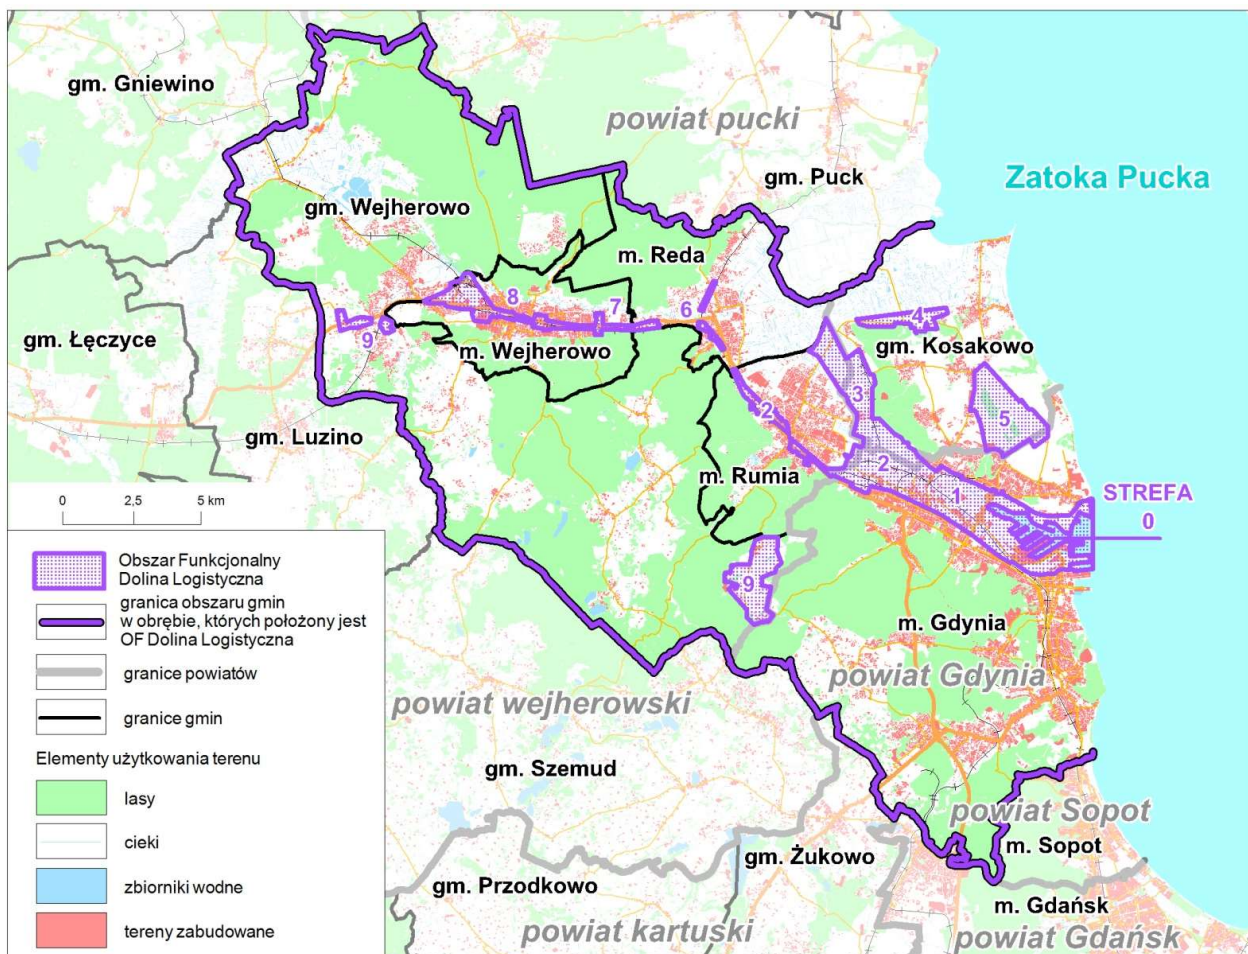 gm. Gniewino
powiat pucki
gm. Puck
Zatoka Pucka
gm. Wejherowo
m. Reda
8
7
6
4
9
m. Wejherowo
gm. Kosakowo
gm. Łęczyce
3
5
2
gm. Luzino
2
m. Rumia
1
STREFA
0
0 2,5 5 km
9
m. Gdynia
powiat Gdynia
powiat wejherowski
gm. Szemud
powiat Sopot
m. Sopot
gm. Żukowo
gm. Przodkowo
m. Gdańsk
powiat kartuski
powiat Gdańsk
Obszar Funkcjonalny
Dolina Logistyczna
granica obszaru gmin
w obrębie, których położony jest
OF Dolina Logistyczna
granice powiatów
granice gmin
Elementy użytkowania terenu
lasy
cieki
zbiorniki wodne
tereny zabudowane